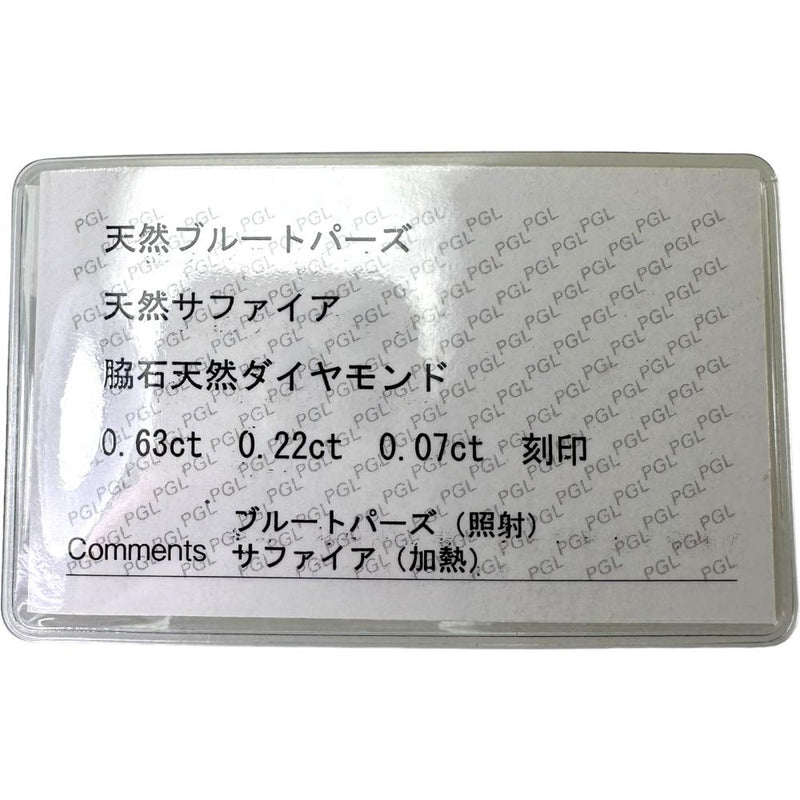 天然ブルートパーズ
天然サファイア
脇石天然ダイヤモンド
0.63ct 0.22ct 0.07ct 刻印
ブルートパーズ（照射）
Comments サファイア（加熱）
PGL